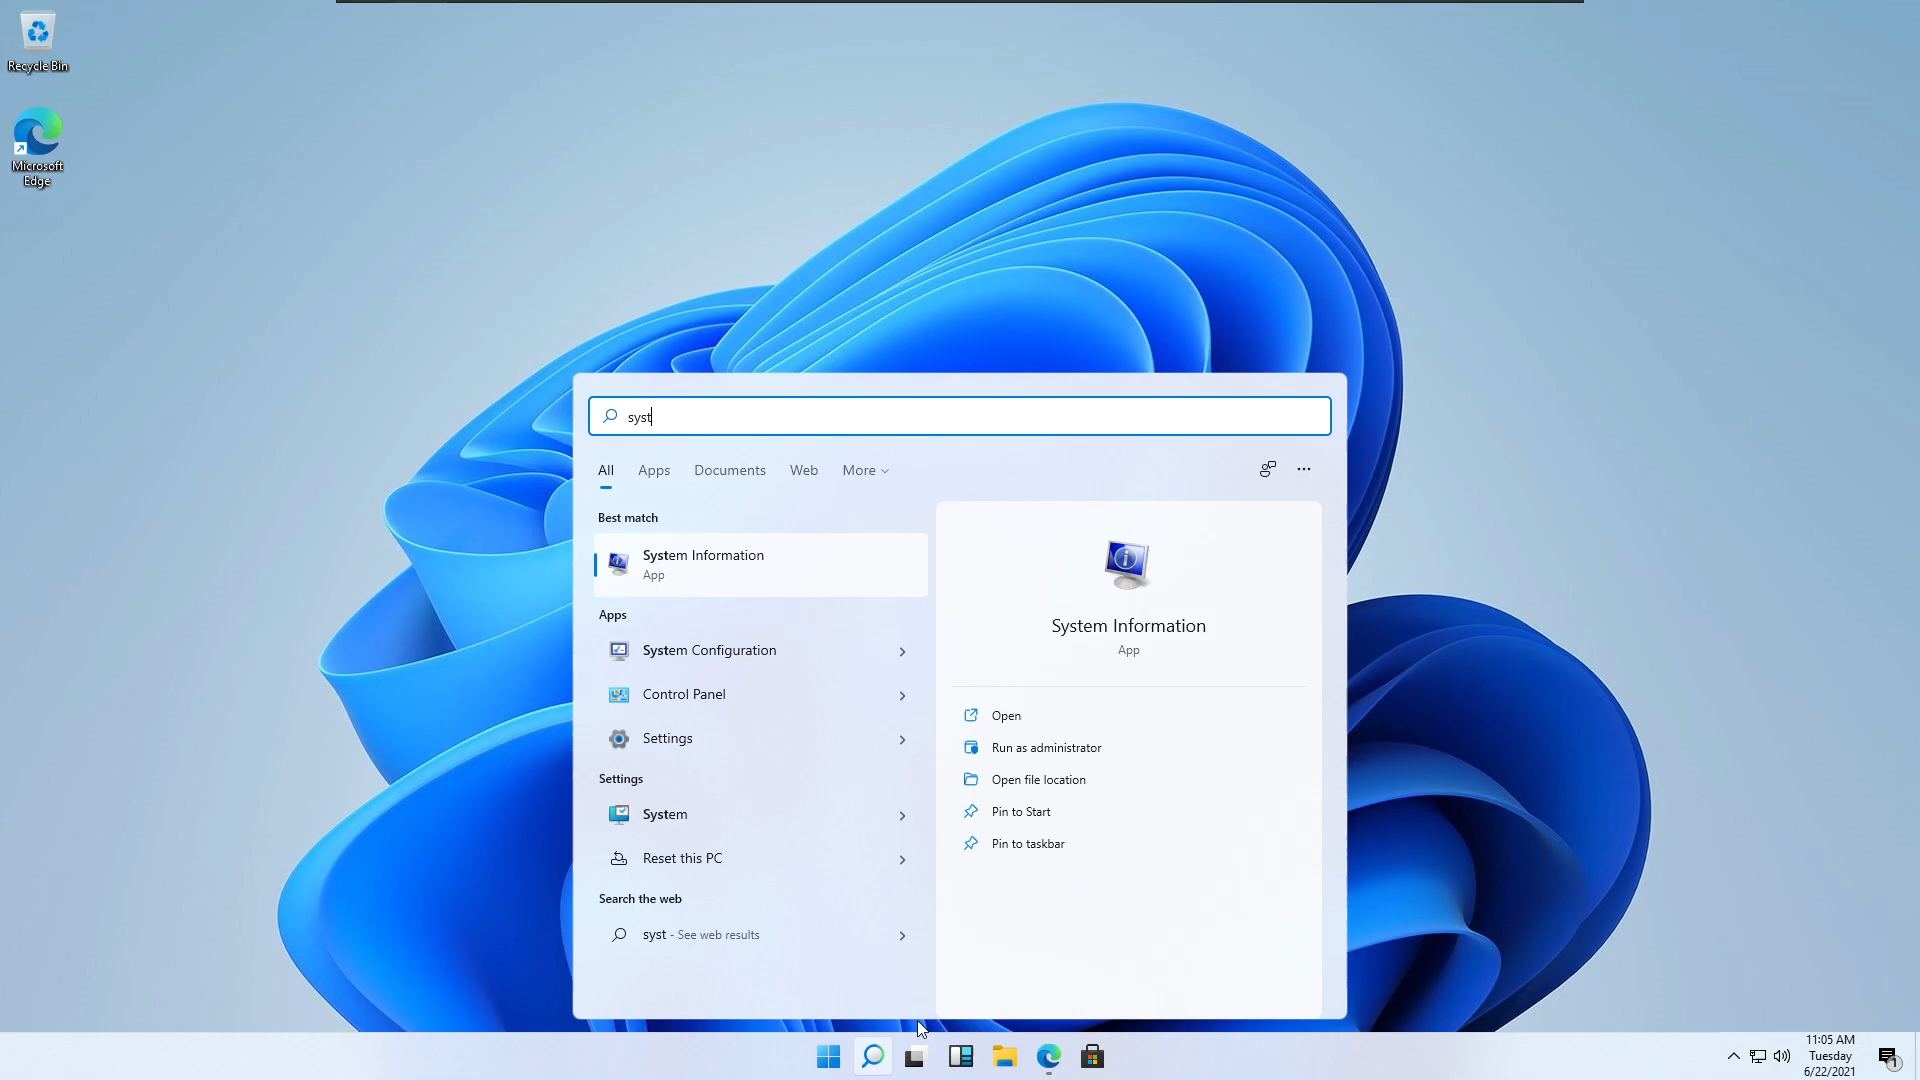 Recycle Bin
Microsoft
Edge
syst
All Apps Documents Web More
Best match
System Information
App
Apps
System Configuration
Control Panel
Settings
Settings
System
Reset this PC
Search the web
syst - See web results
System Information
App
Open
Run as administrator
Open file location
Pin to Start
Pin to taskbar
11:05 AM
Tuesday
6/22/2021
1